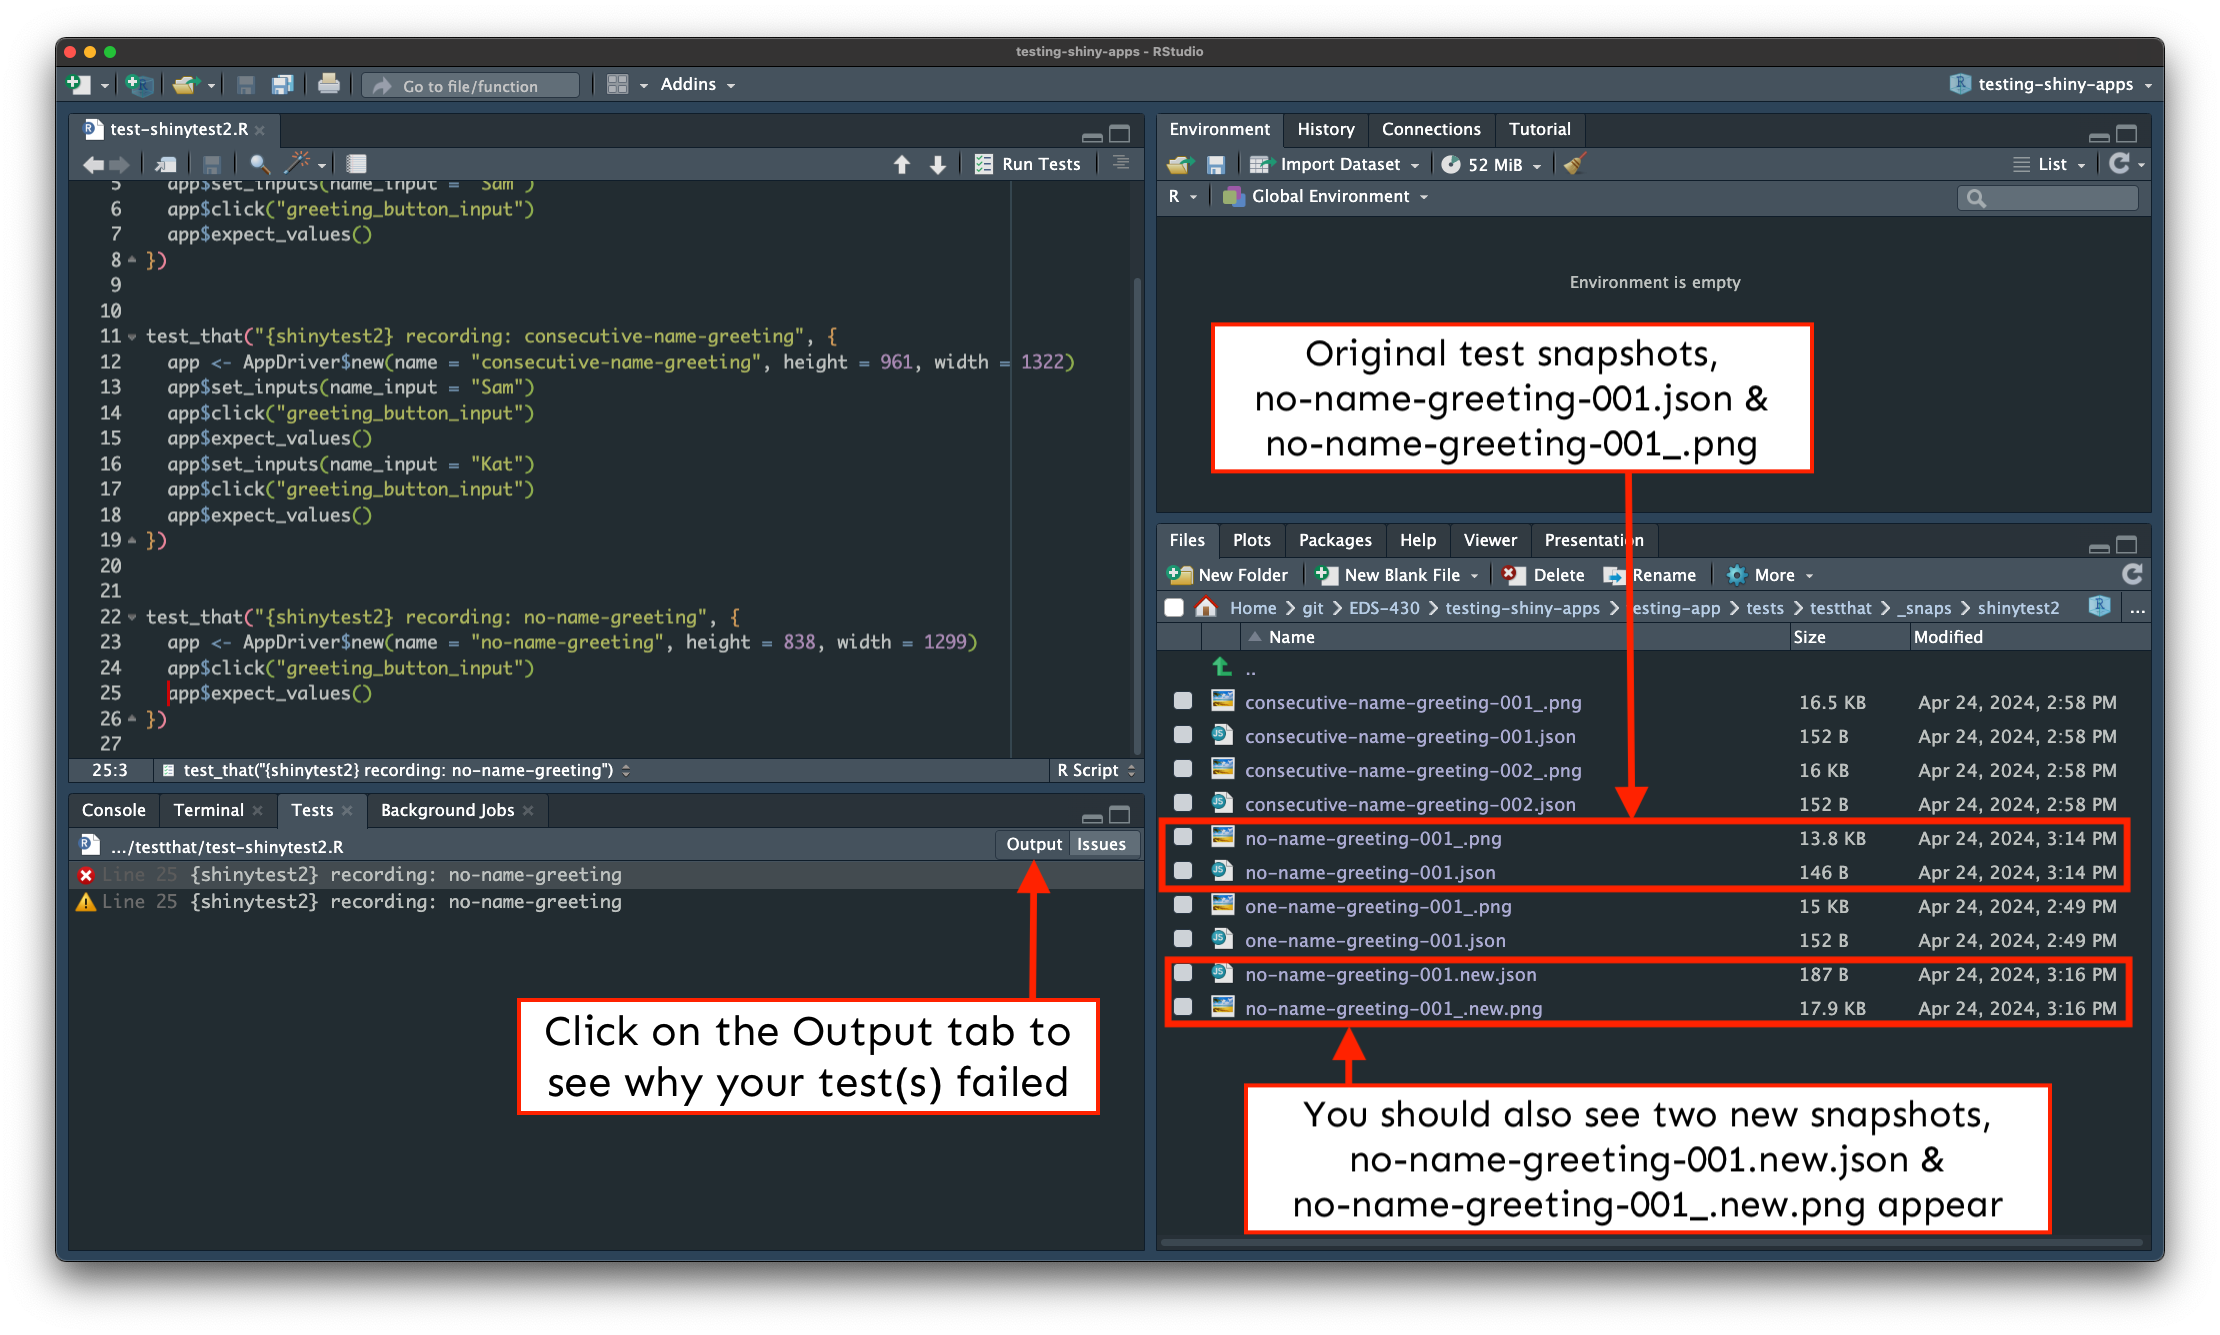 testing-shiny-apps - RStudio
Go to file/function
Addins
testing-shiny-apps
test-shinytest2.R
Run Tests
5 app$set_inputs(name_input = "Sam")
6 app$click("greeting_button_input")
7 app$expect_values()
8 })
9
10
11 test_that("{shinytest2} recording: consecutive-name-greeting", {
12 app <- AppDriver$new(name = "consecutive-name-greeting", height = 961, width = 1322)
13 app$set_inputs(name_input = "Sam")
14 app$click("greeting_button_input")
15 app$expect_values()
16 app$set_inputs(name_input = "Kat")
17 app$click("greeting_button_input")
18 app$expect_values()
19 })
20
21
22 test_that("{shinytest2} recording: no-name-greeting", {
23 app <- AppDriver$new(name = "no-name-greeting", height = 838, width = 1299)
24 app$click("greeting_button_input")
25 app$expect_values()
26 })
27
25:3 test_that("{shinytest2} recording: no-name-greeting") R Script
Console Terminal Tests Background Jobs
.../testthat/test-shinytest2.R Output Issues
Line 25 {shinytest2} recording: no-name-greeting
Line 25 {shinytest2} recording: no-name-greeting
Click on the Output tab to
see why your test(s) failed
Environment History Connections Tutorial
Import Dataset 52 MiB List
R Global Environment
Environment is empty
Original test snapshots,
no-name-greeting-001.json &
no-name-greeting-001_.png
Files Plots Packages Help Viewer Presentation
New Folder New Blank File Delete Rename More
Home git EDS-430 testing-shiny-apps testing-app tests testthat _snaps shinytest2 ...
Name Size Modified
..
consecutive-name-greeting-001_.png 16.5 KB Apr 24, 2024, 2:58 PM
consecutive-name-greeting-001.json 152 B Apr 24, 2024, 2:58 PM
consecutive-name-greeting-002_.png 16 KB Apr 24, 2024, 2:58 PM
consecutive-name-greeting-002.json 152 B Apr 24, 2024, 2:58 PM
no-name-greeting-001_.png 13.8 KB Apr 24, 2024, 3:14 PM
no-name-greeting-001.json 146 B Apr 24, 2024, 3:14 PM
one-name-greeting-001_.png 15 KB Apr 24, 2024, 2:49 PM
one-name-greeting-001.json 152 B Apr 24, 2024, 2:49 PM
no-name-greeting-001.new.json 187 B Apr 24, 2024, 3:16 PM
no-name-greeting-001_.new.png 17.9 KB Apr 24, 2024, 3:16 PM
You should also see two new snapshots,
no-name-greeting-001.new.json &
no-name-greeting-001_.new.png appear